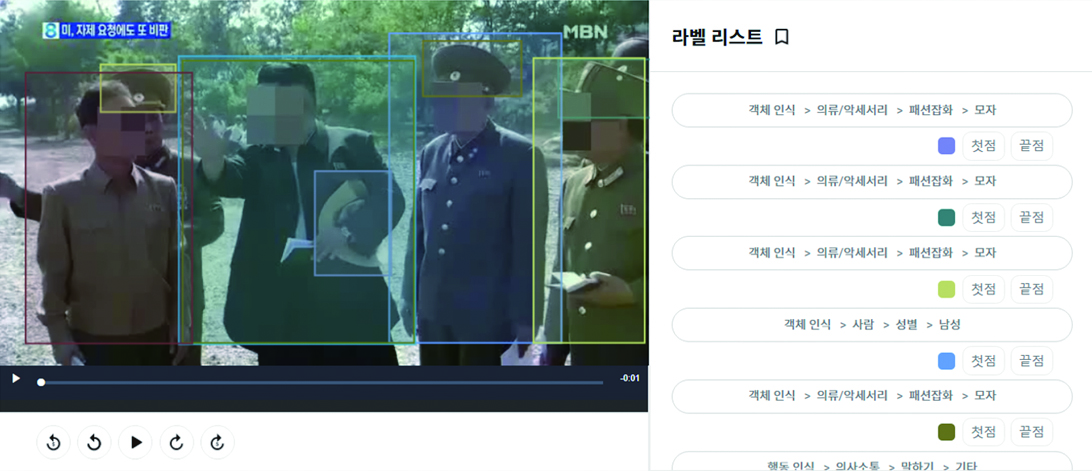 8 미, 자제 요청에도 또 비판
MBN
-0:01
라벨 리스트
객체 인식 > 의류/악세서리 > 패션잡화 > 모자
첫점 끝점
객체 인식 > 의류/악세서리 > 패션잡화 > 모자
첫점 끝점
객체 인식 > 의류/악세서리 > 패션잡화 > 모자
첫점 끝점
객체 인식 > 사람 > 성별 > 남성
첫점 끝점
객체 인식 > 의류/악세서리 > 패션잡화 > 모자
첫점 끝점
행동 인식 > 의사소통 > 말하기 > 기타